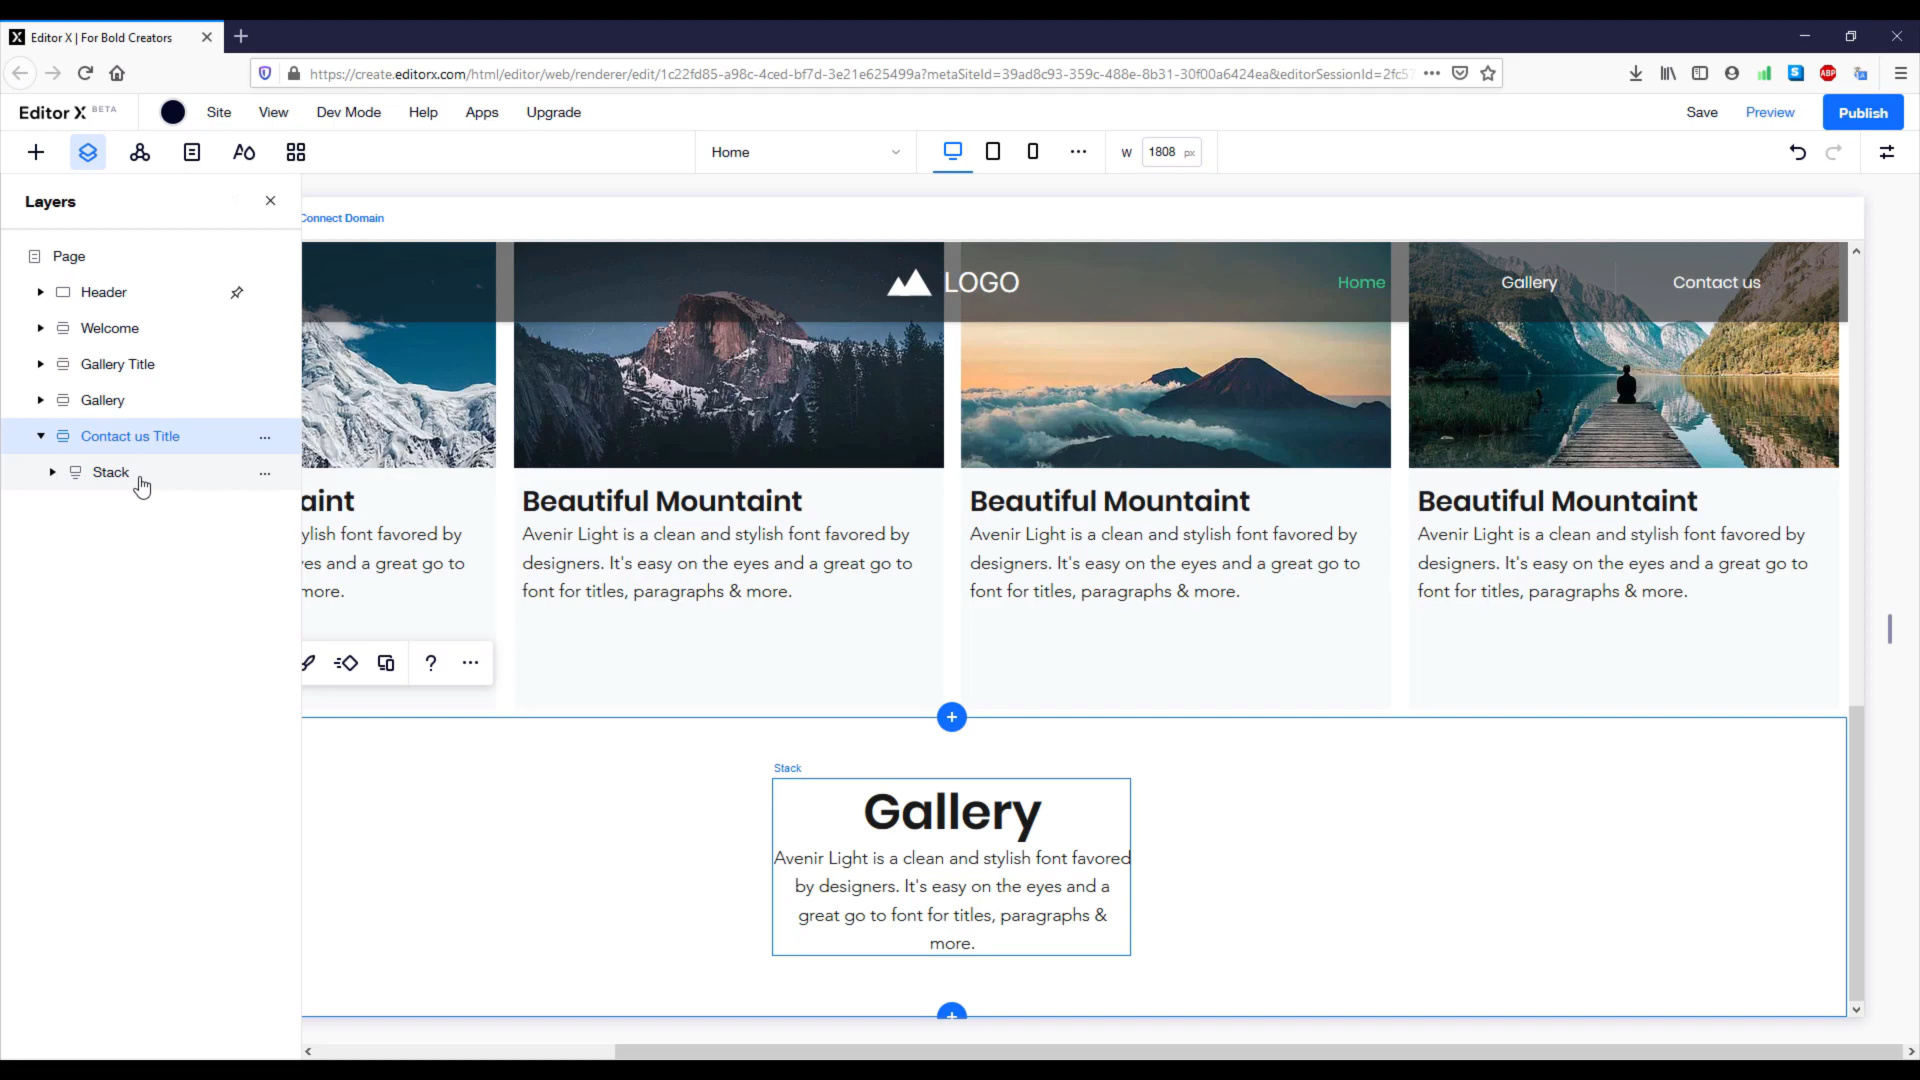 Editor X | For Bold Creators
https://create.editorx.com/html/editor/web/renderer/edit/1c22fd85-a98c-4ced-bf7d-3e21e625499a?metaSiteId=39ad8c93-359c-488e-8b31-30f00a6424ea&editorSessionId=2fc57
ABP
Editor X BETA
Site
View
Dev Mode
Help
Apps
Upgrade
Save
Preview
Publish
Home
W
1808 px
Layers
Page
Header
Welcome
Gallery Title
Gallery
Contact us Title
Stack
Connect Domain
LOGO
Home
Gallery
Contact us
aint
ylish font favored by
yes and a great go to
more.
Beautiful Mountaint
Avenir Light is a clean and stylish font favored by
designers. It's easy on the eyes and a great go to
font for titles, paragraphs & more.
Beautiful Mountaint
Avenir Light is a clean and stylish font favored by
designers. It's easy on the eyes and a great go to
font for titles, paragraphs & more.
Beautiful Mountaint
Avenir Light is a clean and stylish font favored by
designers. It's easy on the eyes and a great go to
font for titles, paragraphs & more.
Stack
Gallery
Avenir Light is a clean and stylish font favored
by designers. It's easy on the eyes and a
great go to font for titles, paragraphs &
more.